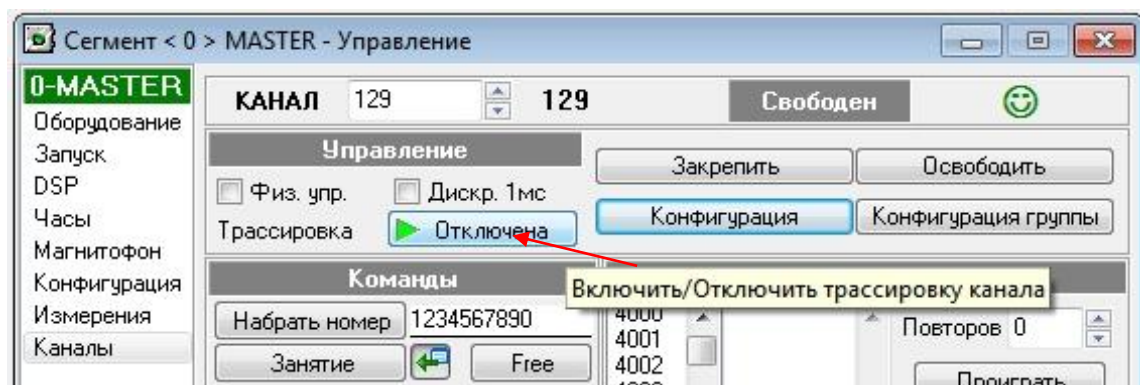 Сегмент < 0 > MASTER - Управление
0-MASTER
Оборудование
Запуск
DSP
Часы
Магнитофон
Конфигурация
Измерения
Каналы
КАНАЛ 129 129 Свободен
Управление
Физ. упр. Дискр. 1мс
Трассировка Отключена
Закрепить Освободить
Конфигурация Конфигурация группы
Команды
Включить/Отключить трассировку канала
Набрать номер 1234567890
Занятие Free
4000
4001
4002
Повторов 0
Проиграть